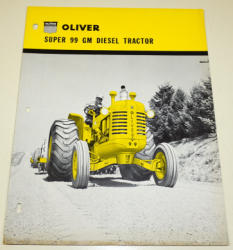 OLIVER
SUPER 99 GM DIESEL TRACTOR